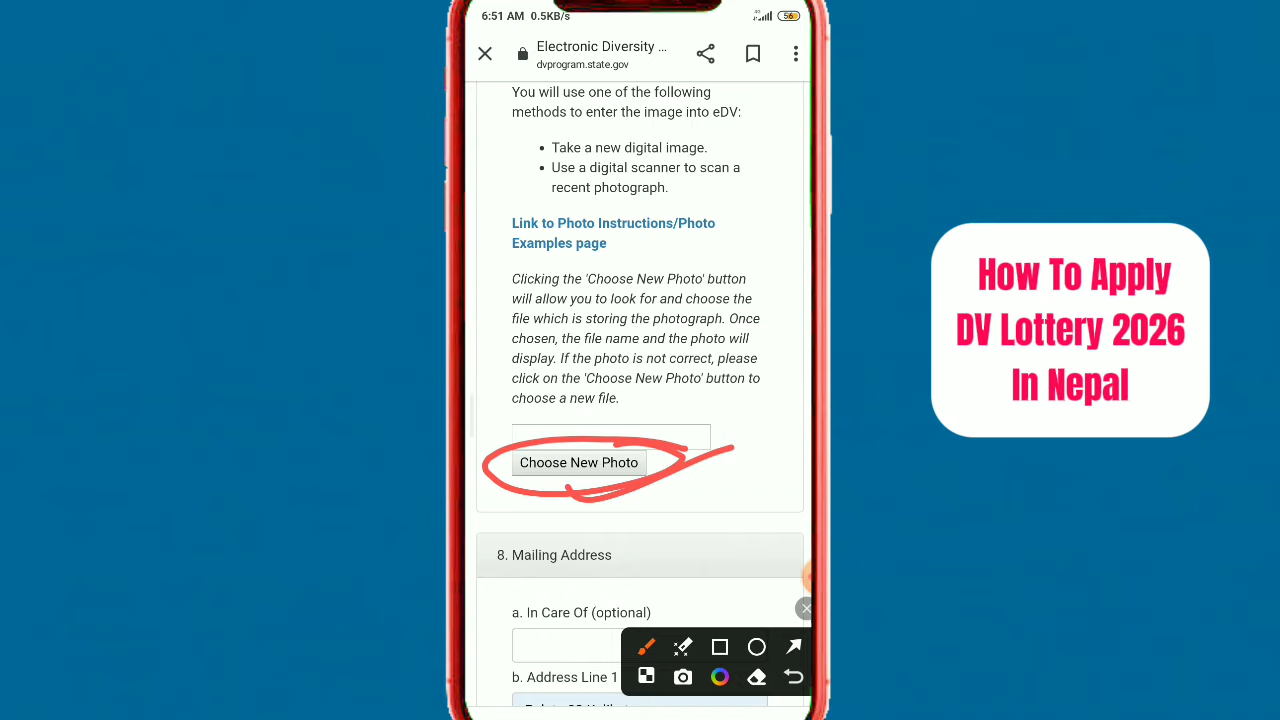 6:51 AM 0.5KB/s
56
Electronic Diversity ...
dvprogram.state.gov
You will use one of the following
methods to enter the image into eDV:
• Take a new digital image.
• Use a digital scanner to scan a
recent photograph.
Link to Photo Instructions/Photo
Examples page
Clicking the 'Choose New Photo' button
will allow you to look for and choose the
file which is storing the photograph. Once
chosen, the file name and the photo will
display. If the photo is not correct, please
click on the 'Choose New Photo' button to
choose a new file.
Choose New Photo
8. Mailing Address
a. In Care Of (optional)
b. Address Line 1
How To Apply
DV Lottery 2026
In Nepal